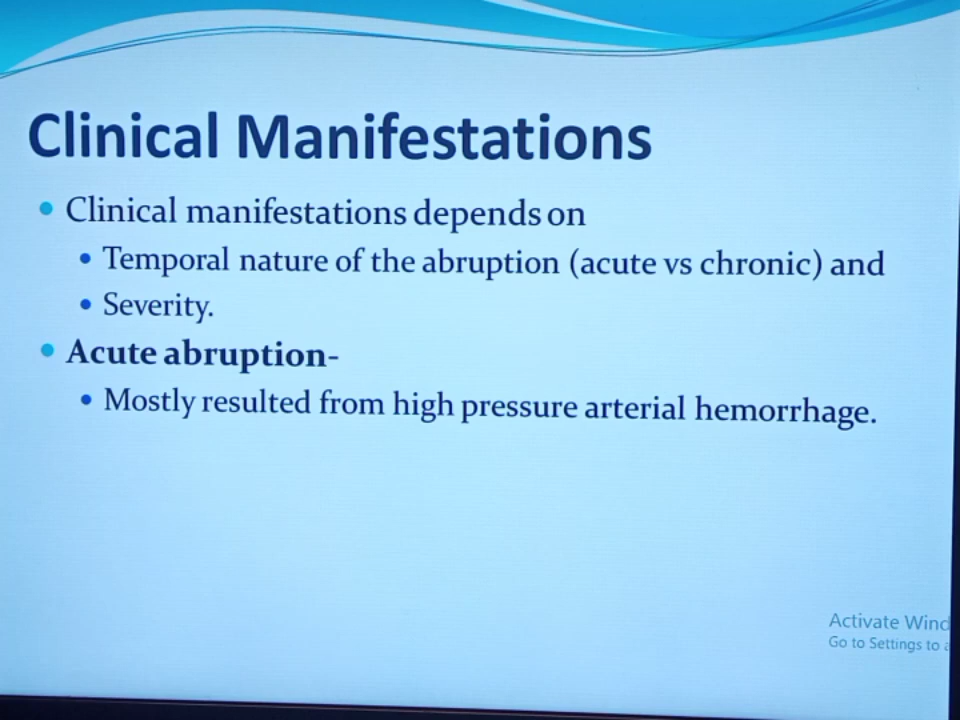 Clinical Manifestations
Clinical manifestations depends on
Temporal nature of the abruption (acute vs chronic) and
Severity.
Acute abruption-
Mostly resulted from high pressure arterial hemorrhage.
Activate Wind
Go to Settings to a